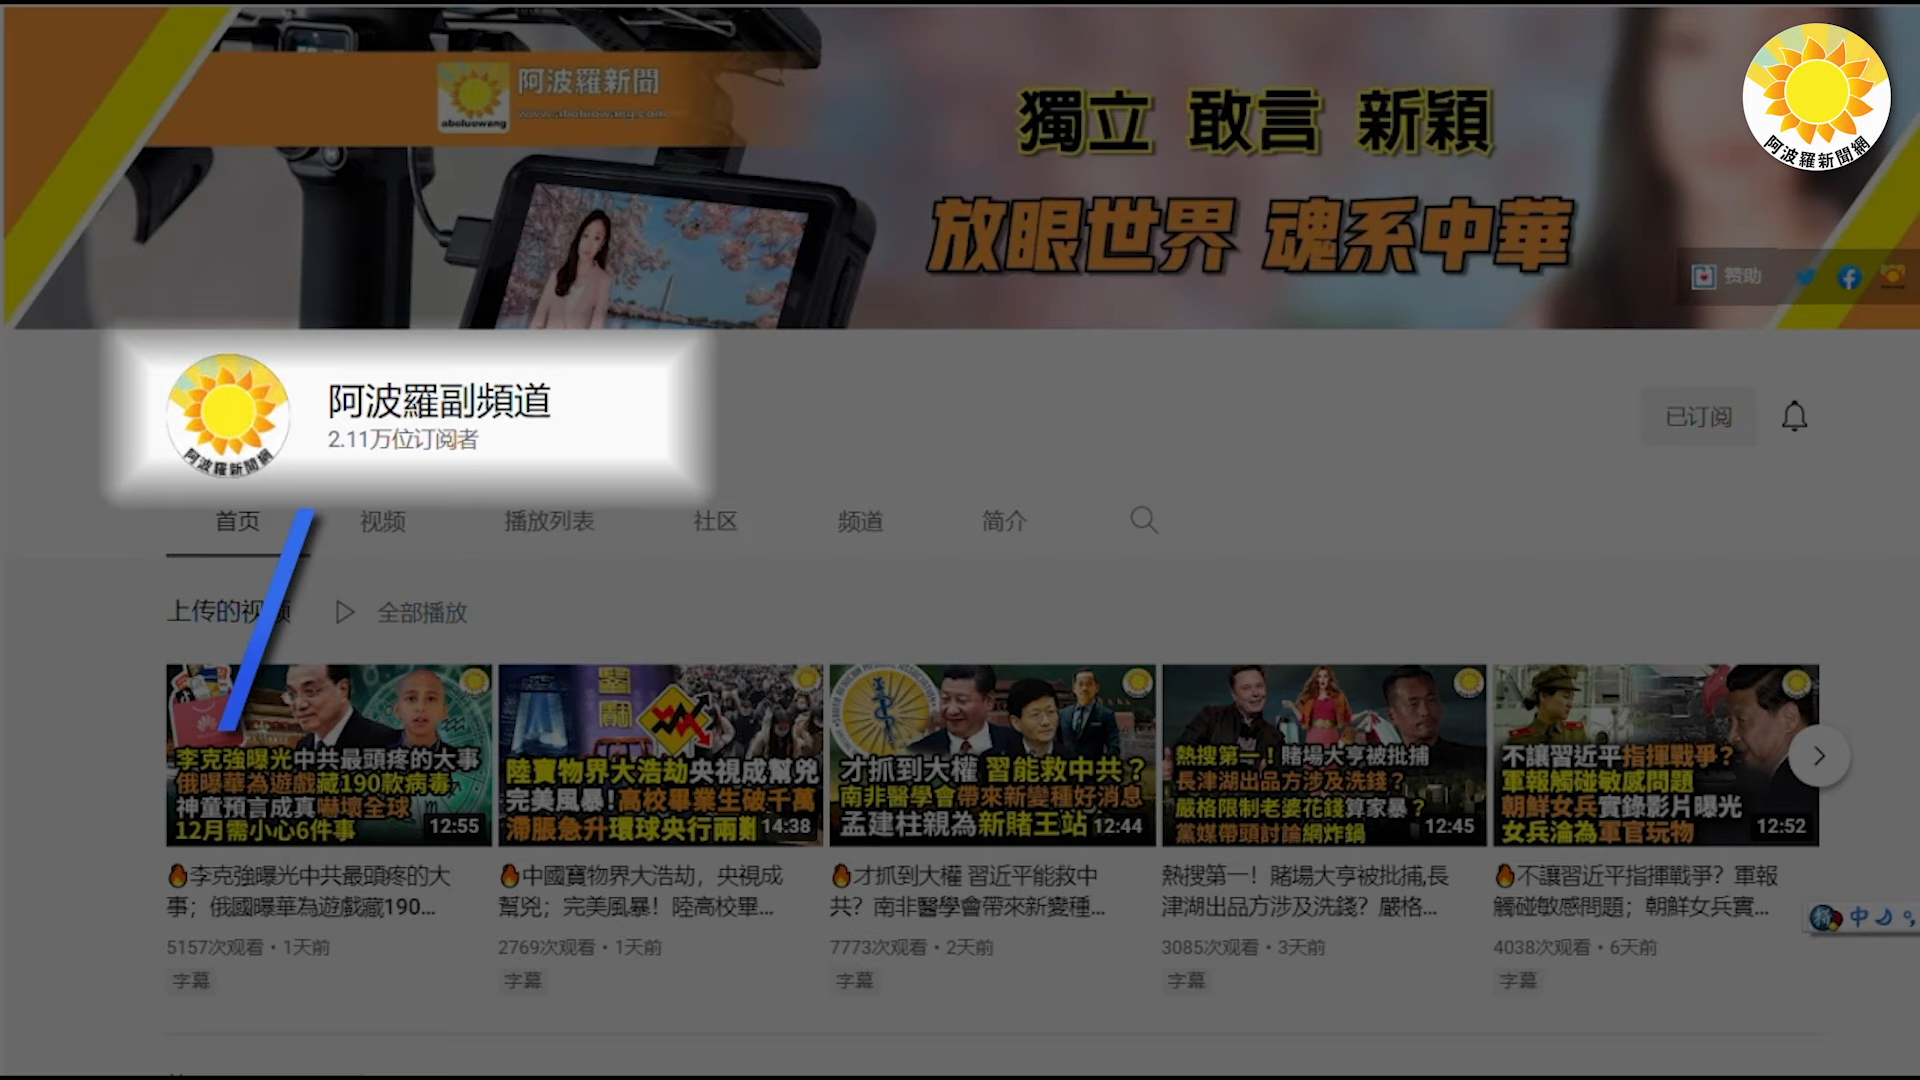 阿波羅新聞
www.aboluowang.com
aboluowang
獨立 敢言 新穎
放眼世界 魂系中華
阿波羅新聞網
赞助
阿波羅副頻道
2.11万位订阅者
阿波羅新聞網
已订阅
首页 视频 播放列表 社区 频道 简介
上传的视频 全部播放
李克強曝光中共最頭疼的大事
俄曝華為遊戲藏190款病毒
神童預言成真嚇壞全球
12月需小心6件事
12:55
陸寶物界大浩劫央視成幫兇
完美風暴!高校畢業生破千萬
滯脹急升環球央行兩難
14:38
才抓到大權 習能救中共？
南非醫學會帶來新變種好消息
孟建柱親為新賭王站
12:44
熱搜第一！賭場大亨被批捕
長津湖出品方涉及洗錢？
嚴格限制老婆花錢算家暴？
黨媒帶頭討論網炸鍋
12:45
不讓習近平指揮戰爭？
軍報觸碰敏感問題
朝鮮女兵實錄影片曝光
女兵淪為軍官玩物
12:52
🔥李克強曝光中共最頭疼的大
事；俄國曝華為遊戲藏190...
5157次观看・1天前
字幕
🔥中國寶物界大浩劫，央視成
幫兇；完美風暴！陸高校畢...
2769次观看・1天前
字幕
🔥才抓到大權 習近平能救中
共？南非醫學會帶來新變種...
7773次观看・2天前
字幕
熱搜第一！賭場大亨被批捕,長
津湖出品方涉及洗錢？嚴格...
3085次观看・3天前
字幕
🔥不讓習近平指揮戰爭？軍報
觸碰敏感問題；朝鮮女兵實...
4038次观看・6天前
字幕
中